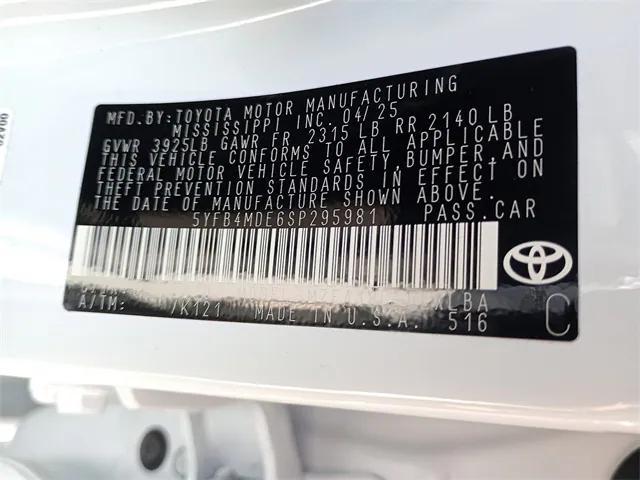 MFD.BY:TOYOTA MOTOR MANUFACTURING
MISSISSIPPI INC. 04/25
GVWR 3925LB GAWR FR 2315LB RR 2140LB
THIS VEHICLE CONFORMS TO ALL APPLICABLE
FEDERAL MOTOR VEHICLE SAFETY, BUMPER, AND
THEFT PREVENTION STANDARDS IN EFFECT ON
THE DATE OF MANUFACTURE SHOWN ABOVE.
5YFB4MDE6SP295981 PASS.CAR
A/TM: /K121 MADE IN U.S.A. 516
C